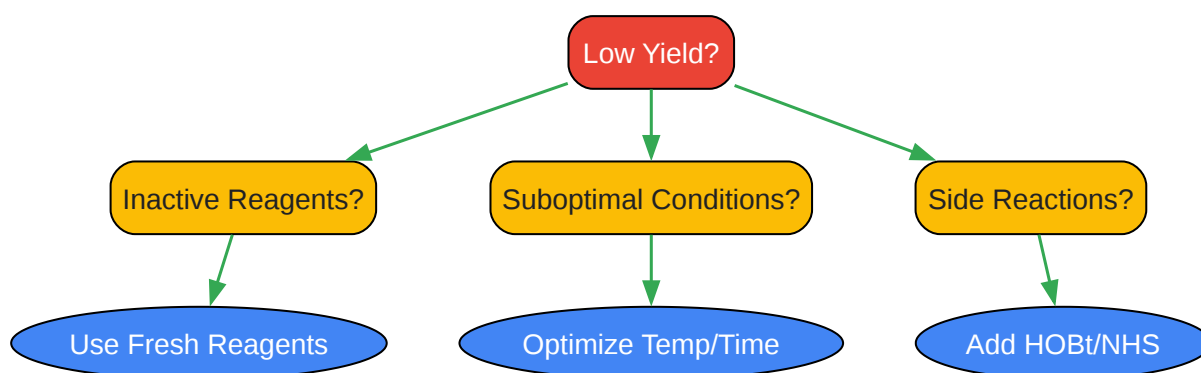 Low Yield?
Inactive Reagents?
Suboptimal Conditions?
Side Reactions?
Use Fresh Reagents
Optimize Temp/Time
Add HOBt/NHS